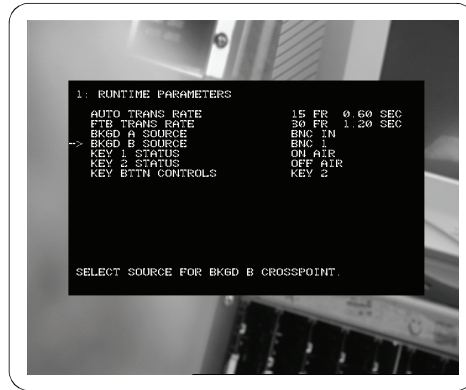 1: RUNTIME PARAMETERS
AUTO TRANS RATE 15 FR 0.60 SEC
FTB TRANS RATE 30 FR 1.20 SEC
BKGD A SOURCE BNC IN
--> BKGD B SOURCE BNC 1
KEY 1 STATUS ON AIR
KEY 2 STATUS OFF AIR
KEY BTTN CONTROLS KEY 2
SELECT SOURCE FOR BKGD B CROSSPOINT.